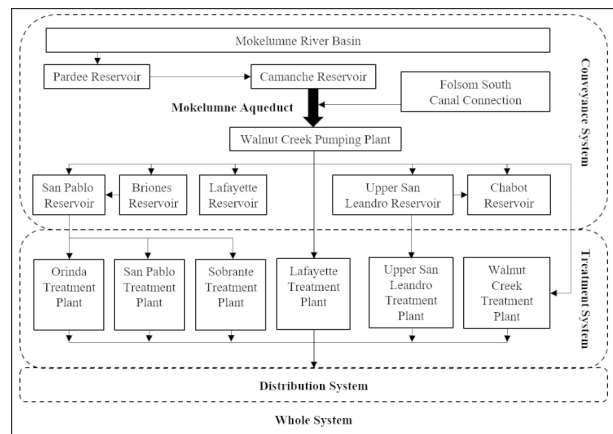 Mokelumne River Basin
Pardee Reservoir
Camanche Reservoir
Folsom South
Canal Connection
Mokelumne Aqueduct
Walnut Creek Pumping Plant
Conveyance System
San Pablo
Reservoir
Briones
Reservoir
Lafayette
Reservoir
Upper San
Leandro Reservoir
Chabot
Reservoir
Treatment System
Orinda
Treatment
Plant
San Pablo
Treatment
Plant
Sobrante
Treatment
Plant
Lafayette
Treatment
Plant
Upper San
Leandro
Treatment
Plant
Walnut
Creek
Treatment
Plant
Distribution System
Whole System